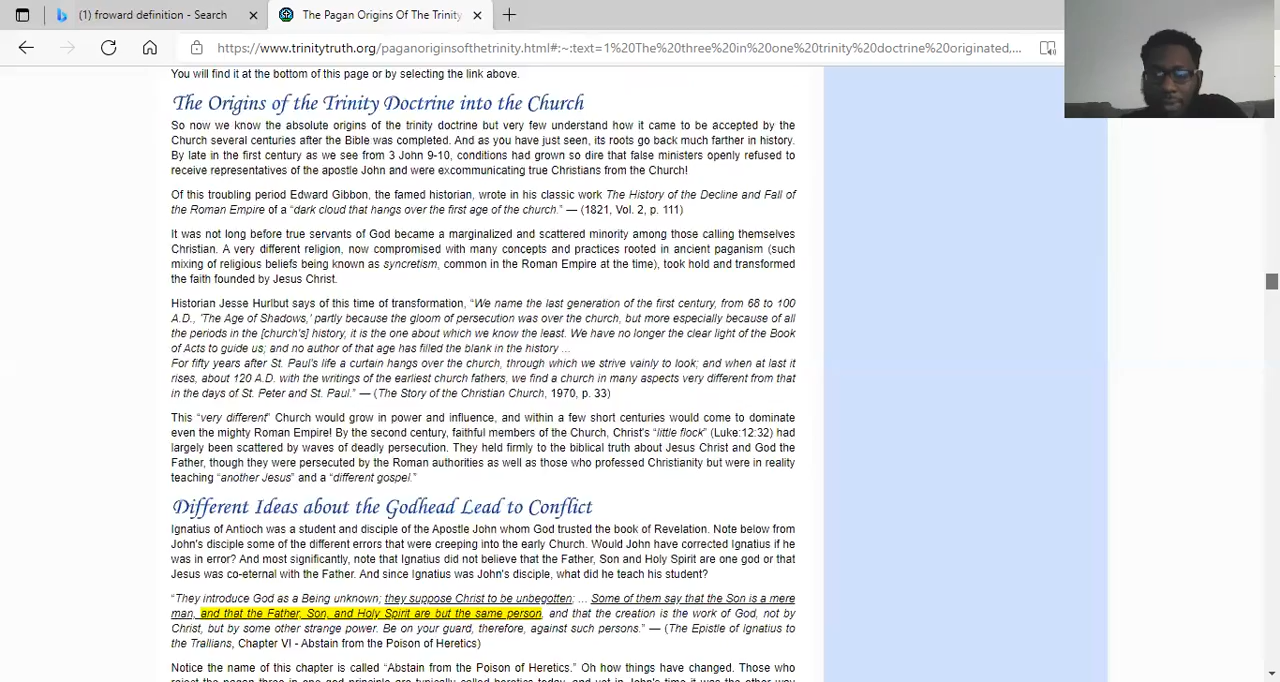 (1) froward definition - Search
The Pagan Origins Of The Trinity
https://www.trinitytruth.org/paganoriginsofthetrinity.html#:~:text=1%20The%20three%20in%20one%20trinity%20doctrine%20originated,...
You will find it at the bottom of this page or by selecting the link above.
The Origins of the Trinity Doctrine into the Church
So now we know the absolute origins of the trinity doctrine but very few understand how it came to be accepted by the
Church several centuries after the Bible was completed. And as you have just seen, its roots go back much farther in history.
By late in the first century as we see from 3 John 9-10, conditions had grown so dire that false ministers openly refused to
receive representatives of the apostle John and were excommunicating true Christians from the Church!
Of this troubling period Edward Gibbon, the famed historian, wrote in his classic work The History of the Decline and Fall of
the Roman Empire of a “dark cloud that hangs over the first age of the church.” — (1821, Vol. 2, p. 111)
It was not long before true servants of God became a marginalized and scattered minority among those calling themselves
Christian. A very different religion, now compromised with many concepts and practices rooted in ancient paganism (such
mixing of religious beliefs being known as syncretism, common in the Roman Empire at the time), took hold and transformed
the faith founded by Jesus Christ.
Historian Jesse Hurlbut says of this time of transformation, “We name the last generation of the first century, from 68 to 100
A.D., 'The Age of Shadows,' partly because the gloom of persecution was over the church, but more especially because of all
the periods in the [church's] history, it is the one about which we know the least. We have no longer the clear light of the Book
of Acts to guide us; and no author of that age has filled the blank in the history ...
For fifty years after St. Paul's life a curtain hangs over the church, through which we strive vainly to look; and when at last it
rises, about 120 A.D. with the writings of the earliest church fathers, we find a church in many aspects very different from that
in the days of St. Peter and St. Paul.” — (The Story of the Christian Church, 1970, p. 33)
This “very different” Church would grow in power and influence, and within a few short centuries would come to dominate
even the mighty Roman Empire! By the second century, faithful members of the Church, Christ's “little flock” (Luke:12:32) had
largely been scattered by waves of deadly persecution. They held firmly to the biblical truth about Jesus Christ and God the
Father, though they were persecuted by the Roman authorities as well as those who professed Christianity but were in reality
teaching “another Jesus” and a “different gospel.”
Different Ideas about the Godhead Lead to Conflict
Ignatius of Antioch was a student and disciple of the Apostle John whom God trusted the book of Revelation. Note below from
John's disciple some of the different errors that were creeping into the early Church. Would John have corrected Ignatius if he
was in error? And most significantly, note that Ignatius did not believe that the Father, Son and Holy Spirit are one god or that
Jesus was co-eternal with the Father. And since Ignatius was John's disciple, what did he teach his student?
“They introduce God as a Being unknown; they suppose Christ to be unbegotten; ... Some of them say that the Son is a mere
man, and that the Father, Son, and Holy Spirit are but the same person, and that the creation is the work of God, not by
Christ, but by some other strange power. Be on your guard, therefore, against such persons.” — (The Epistle of Ignatius to
the Trallians, Chapter VI - Abstain from the Poison of Heretics)
Notice the name of this chapter is called “Abstain from the Poison of Heretics.” Oh how things have changed. Those who
reject the pagan three in one god principle are typically called heretics today, and yet in John's time it was the other way